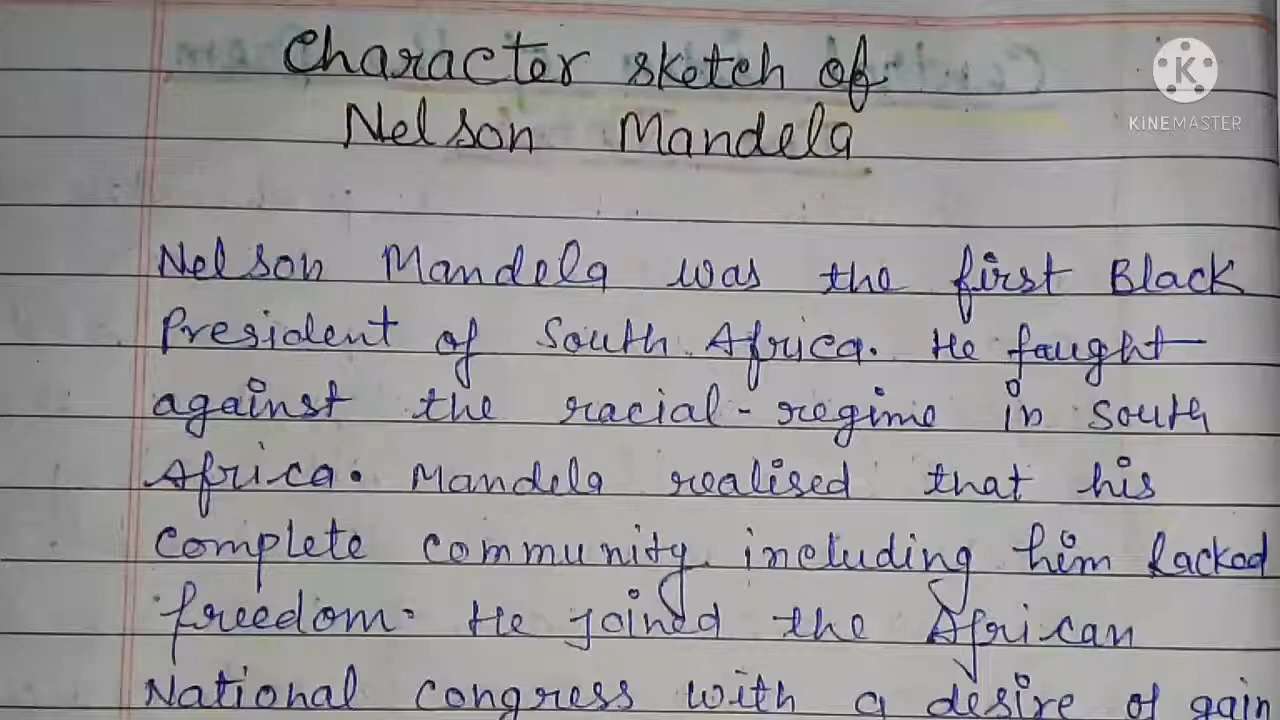 Character sketch of
Nelson Mandela
K
KINEMASTER
Nelson Mandela was the first Black
President of South Africa. He faught
against the racial-regime in South
Africa. Mandela realised that his
complete community including him lacked
freedom. He joined the African
National congress with a desire of gain